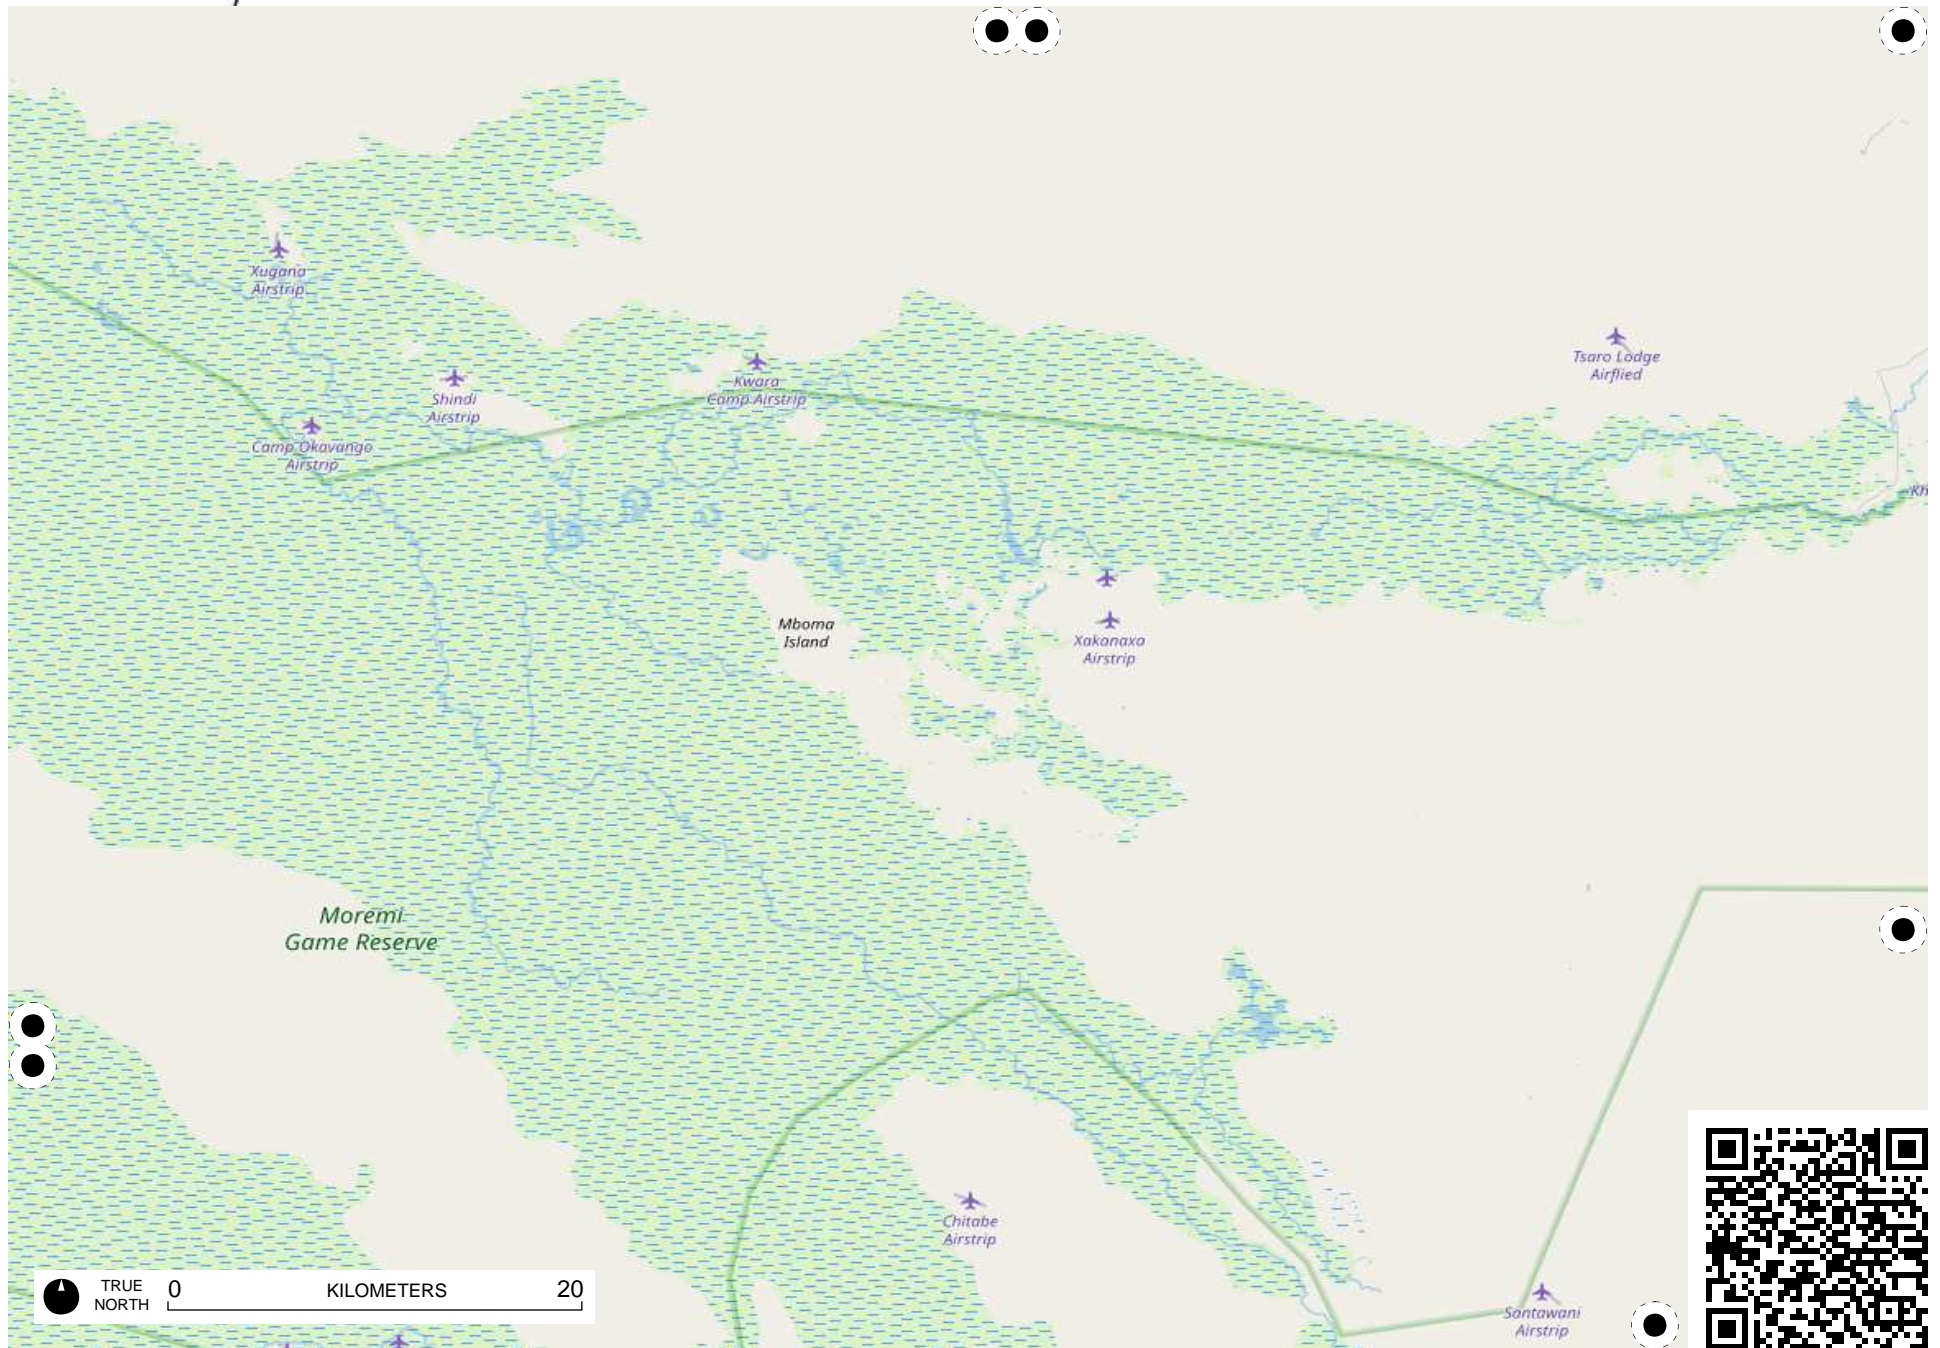 Xugana
Airstrip
Tsaro Lodge
Airflied
Kwara
Camp Airstrip
Shindi
Airstrip
Camp Okavango
Airstrip
Kh
Mboma
Island
Xakanaxa
Airstrip
Moremi
Game Reserve
Chitabe
Airstrip
TRUE
NORTH
0
KILOMETERS
20
Santawani
Airstrip